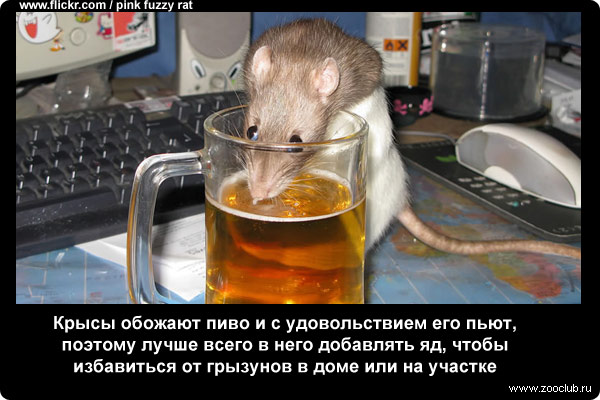 www.flickr.com / pink fuzzy rat
Крысы обожают пиво и с удовольствием его пьют,
поэтому лучше всего в него добавлять яд, чтобы
избавиться от грызунов в доме или на участке
www.zooclub.ru